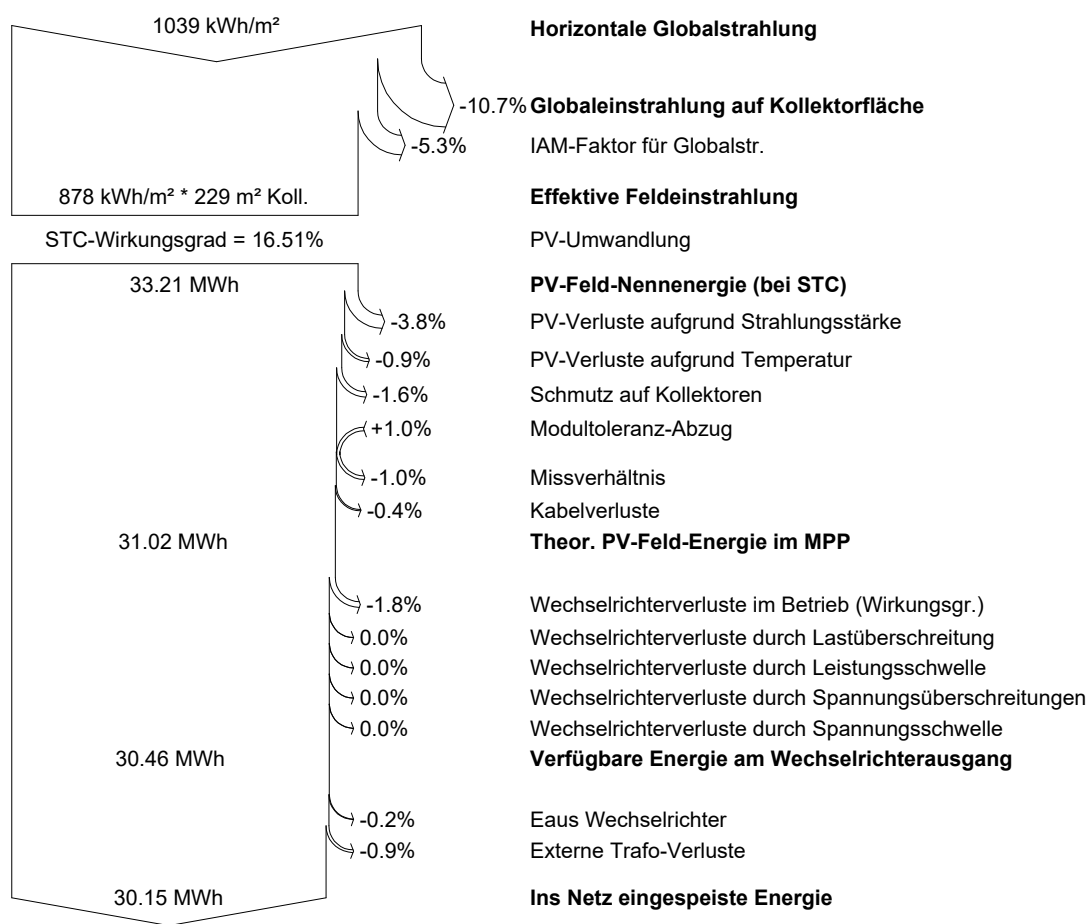 1039 kWh/m² Horizontale Globalstrahlung
-10.7% Globaleinstrahlung auf Kollektorfläche
-5.3% IAM-Faktor für Globalstr.
878 kWh/m² * 229 m² Koll. Effektive Feldeinstrahlung
STC-Wirkungsgrad = 16.51% PV-Umwandlung
33.21 MWh PV-Feld-Nennenergie (bei STC)
-3.8% PV-Verluste aufgrund Strahlungsstärke
-0.9% PV-Verluste aufgrund Temperatur
-1.6% Schmutz auf Kollektoren
+1.0% Modultoleranz-Abzug
-1.0% Missverhältnis
-0.4% Kabelverluste
31.02 MWh Theor. PV-Feld-Energie im MPP
-1.8% Wechselrichterverluste im Betrieb (Wirkungsgr.)
0.0% Wechselrichterverluste durch Lastüberschreitung
0.0% Wechselrichterverluste durch Leistungsschwelle
0.0% Wechselrichterverluste durch Spannungsüberschreitungen
0.0% Wechselrichterverluste durch Spannungsschwelle
30.46 MWh Verfügbare Energie am Wechselrichterausgang
-0.2% Eaus Wechselrichter
-0.9% Externe Trafo-Verluste
30.15 MWh Ins Netz eingespeiste Energie